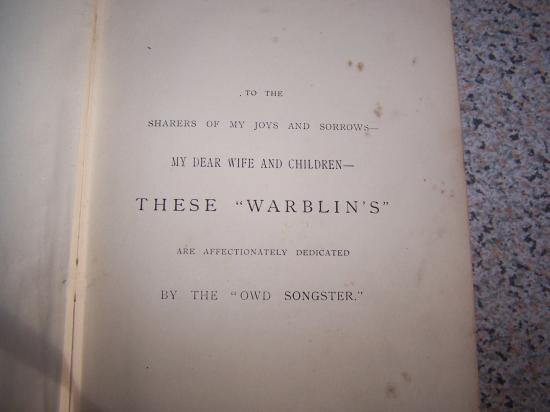 TO THE
SHARERS OF MY JOYS AND SORROWS—
MY DEAR WIFE AND CHILDREN—
THESE "WARBLIN'S"
ARE AFFECTIONATELY DEDICATED
BY THE "OWD SONGSTER."